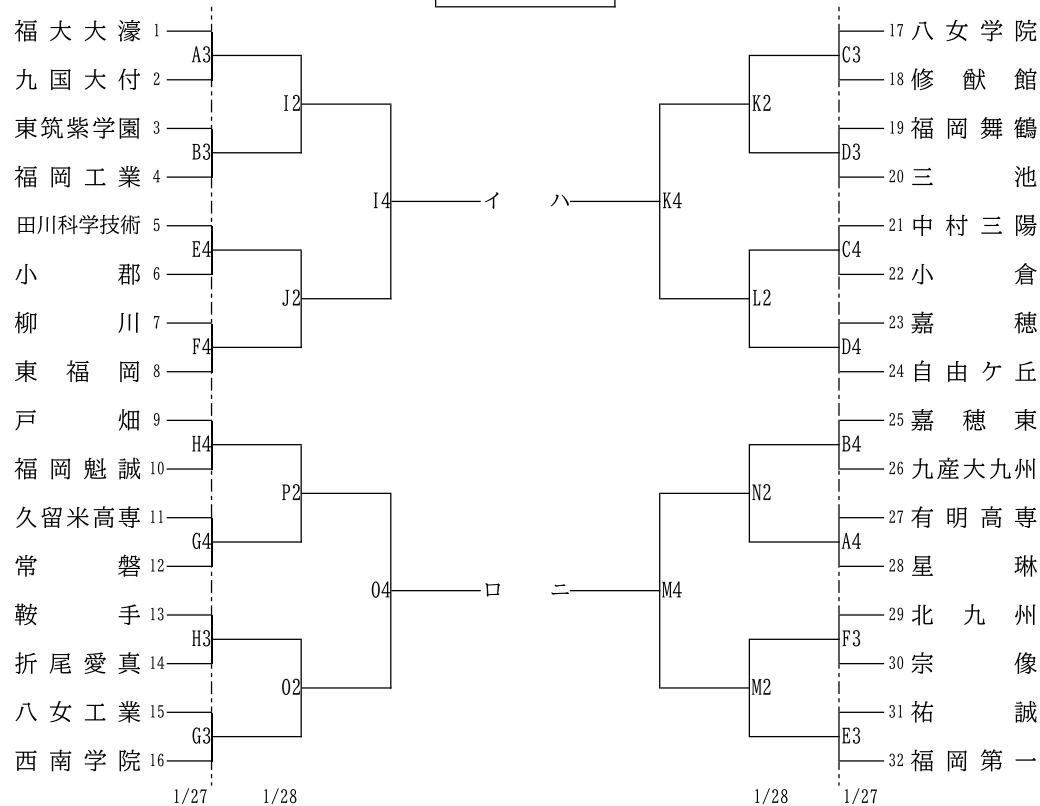 福大大濠 1 17 八女学院
A3 C3
九国大付 2 18 修猷館
I2 K2
東筑紫学園 3 19 福岡舞鶴
B3 D3
福岡工業 4 20 三池
I4 イ ハ K4
田川科学技術 5 21 中村三陽
E4 C4
小郡 6 22 小倉
J2 L2
柳川 7 23 嘉穂
F4 D4
東福岡 8 24 自由ケ丘
戸畑 9 25 嘉穂東
H4 B4
福岡魁誠 10 26 九産大九州
P2 N2
久留米高専 11 27 有明高専
G4 A4
常磐 12 28 星琳
O4 ロ ニ M4
鞍手 13 29 北九州
H3 F3
折尾愛真 14 30 宗像
O2 M2
八女工業 15 31 祐誠
G3 E3
西南学院 16 32 福岡第一
1/27 1/28 1/28 1/27